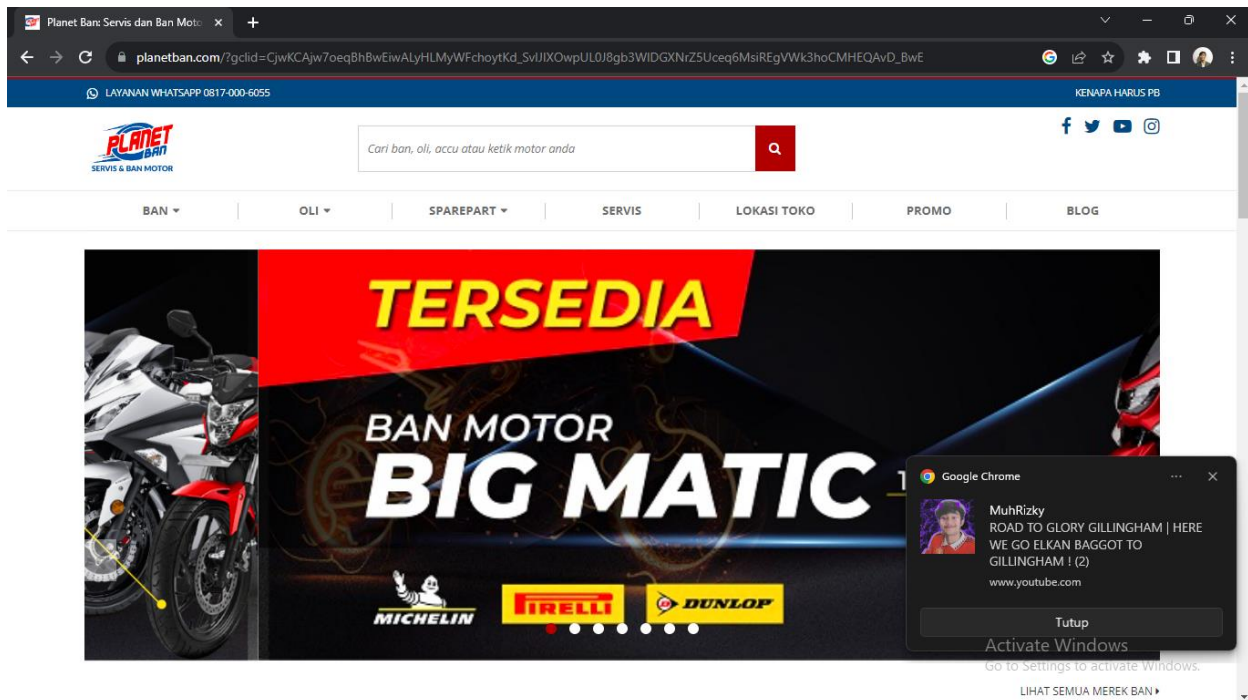 Planet Ban: Servis dan Ban Moto
planetban.com/?gclid=CjwKCAjw7oeqBhBwEiwALyHLMyWFchoytKd_SvlJIXOwpUL0J8gb3WIDGXNrZ5Uceq6MsiREgVWk3hoCMHEQAvD_BwE
LAYANAN WHATSAPP 0817-000-6055
KENAPA HARUS PB
PLANET
BAN
SERVIS & BAN MOTOR
Cari ban, oli, accu atau ketik motor anda
BAN
OLI
SPAREPART
SERVIS
LOKASI TOKO
PROMO
BLOG
TERSEDIA
BAN MOTOR
BIG MATIC
MICHELIN
PIRELLI
DUNLOP
Google Chrome
MuhRizky
ROAD TO GLORY GILLINGHAM | HERE
WE GO ELKAN BAGGOT TO
GILLINGHAM ! (2)
www.youtube.com
Tutup
Activate Windows
Go to Settings to activate Windows.
LIHAT SEMUA MEREK BAN